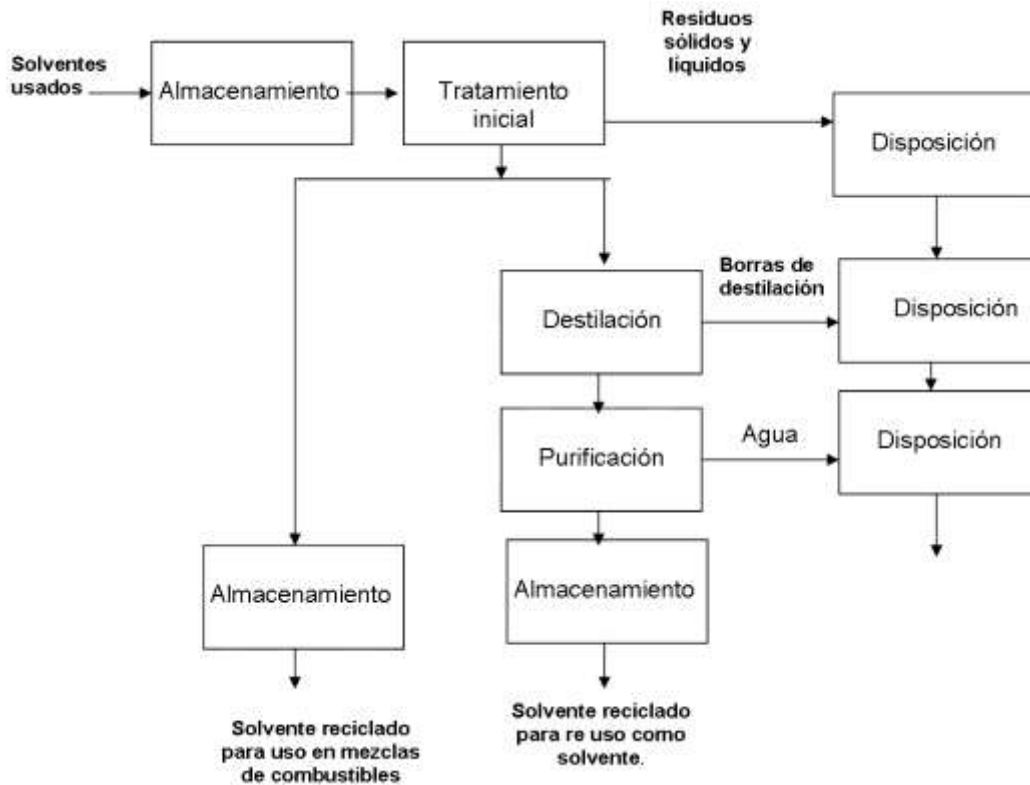 Residuos
sólidos y
líquidos
Solventes
usados
Almacenamiento
Tratamiento
inicial
Disposición
Borras de
destilación
Destilación
Disposición
Agua
Purificación
Disposición
Almacenamiento
Almacenamiento
Solvente reciclado
para uso en mezclas
de combustibles
Solvente reciclado
para re uso como
solvente.